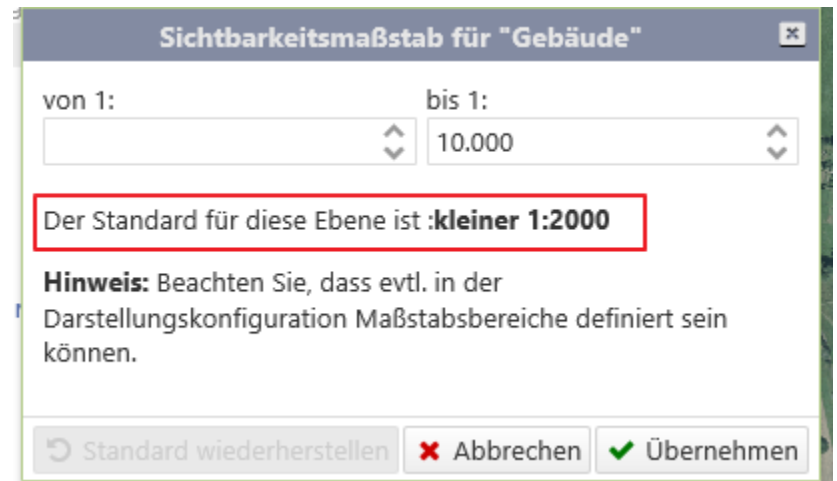 Sichtbarkeitsmaßstab für "Gebäude"
von 1:
bis 1:
10.000
Der Standard für diese Ebene ist :kleiner 1:2000
Hinweis: Beachten Sie, dass evtl. in der
Darstellungskonfiguration Maßstabsbereiche definiert sein
können.
Standard wiederherstellen
Abbrechen
Übernehmen